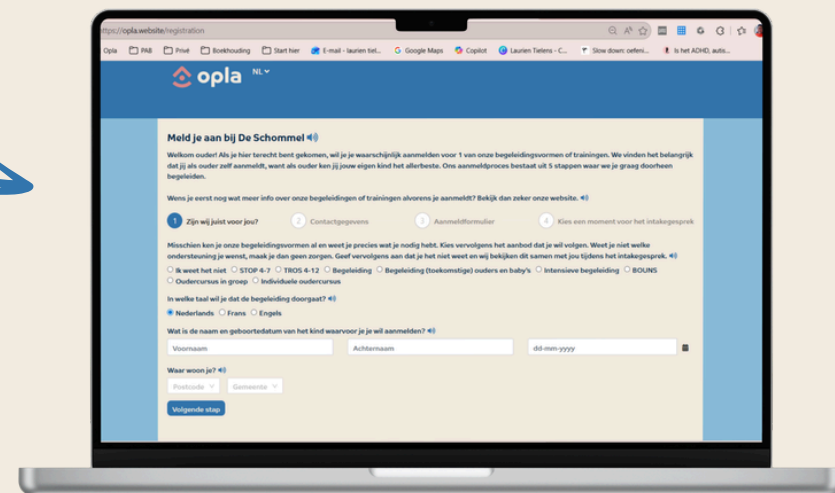 https://opla.website/registration
Opla PAB Privé Boekhouding Start hier E-mail - laurien tiel... Google Maps Copilot Laurien Tielens - C... Slow down: oefeni... Is het ADHD, autis...
opla NL
Meld je aan bij De Schommel
Welkom ouder! Als je hier terecht bent gekomen, wil je je waarschijnlijk aanmelden voor 1 van onze begeleidingsvormen of trainingen. We vinden het belangrijk
dat jij als ouder zelf aanmeldt, want als ouder ken jij jouw eigen kind het allerbeste. Ons aanmeldproces bestaat uit 5 stappen waar we je graag doorheen
begeleiden.
Wens je eerst nog wat meer info over onze begeleidingen of trainingen alvorens je aanmeldt? Bekijk dan zeker onze website.
1 Zijn wij juist voor jou? 2 Contactgegevens 3 Aanmeldformulier 4 Kies een moment voor het intakegesprek
Misschien ken je onze begeleidingsvormen al en weet je precies wat je nodig hebt. Kies vervolgens het aanbod dat je wil volgen. Weet je niet welke
ondersteuning je wenst, maak je dan geen zorgen. Geef vervolgens aan dat je het niet weet en wij bekijken dit samen met jou tijdens het intakegesprek.
Ik weet het niet STOP 4-7 TROS 4-12 Begeleiding Begeleiding (toekomstige) ouders en baby's Intensieve begeleiding BOUNS
Oudercursus in groep Individuele oudercursus
In welke taal wil je dat de begeleiding doorgaat?
Nederlands Frans Engels
Wat is de naam en geboortedatum van het kind waarvoor je je wil aanmelden?
Voornaam Achternaam dd-mm-yyyy
Waar woon je?
Postcode Gemeente
Volgende stap